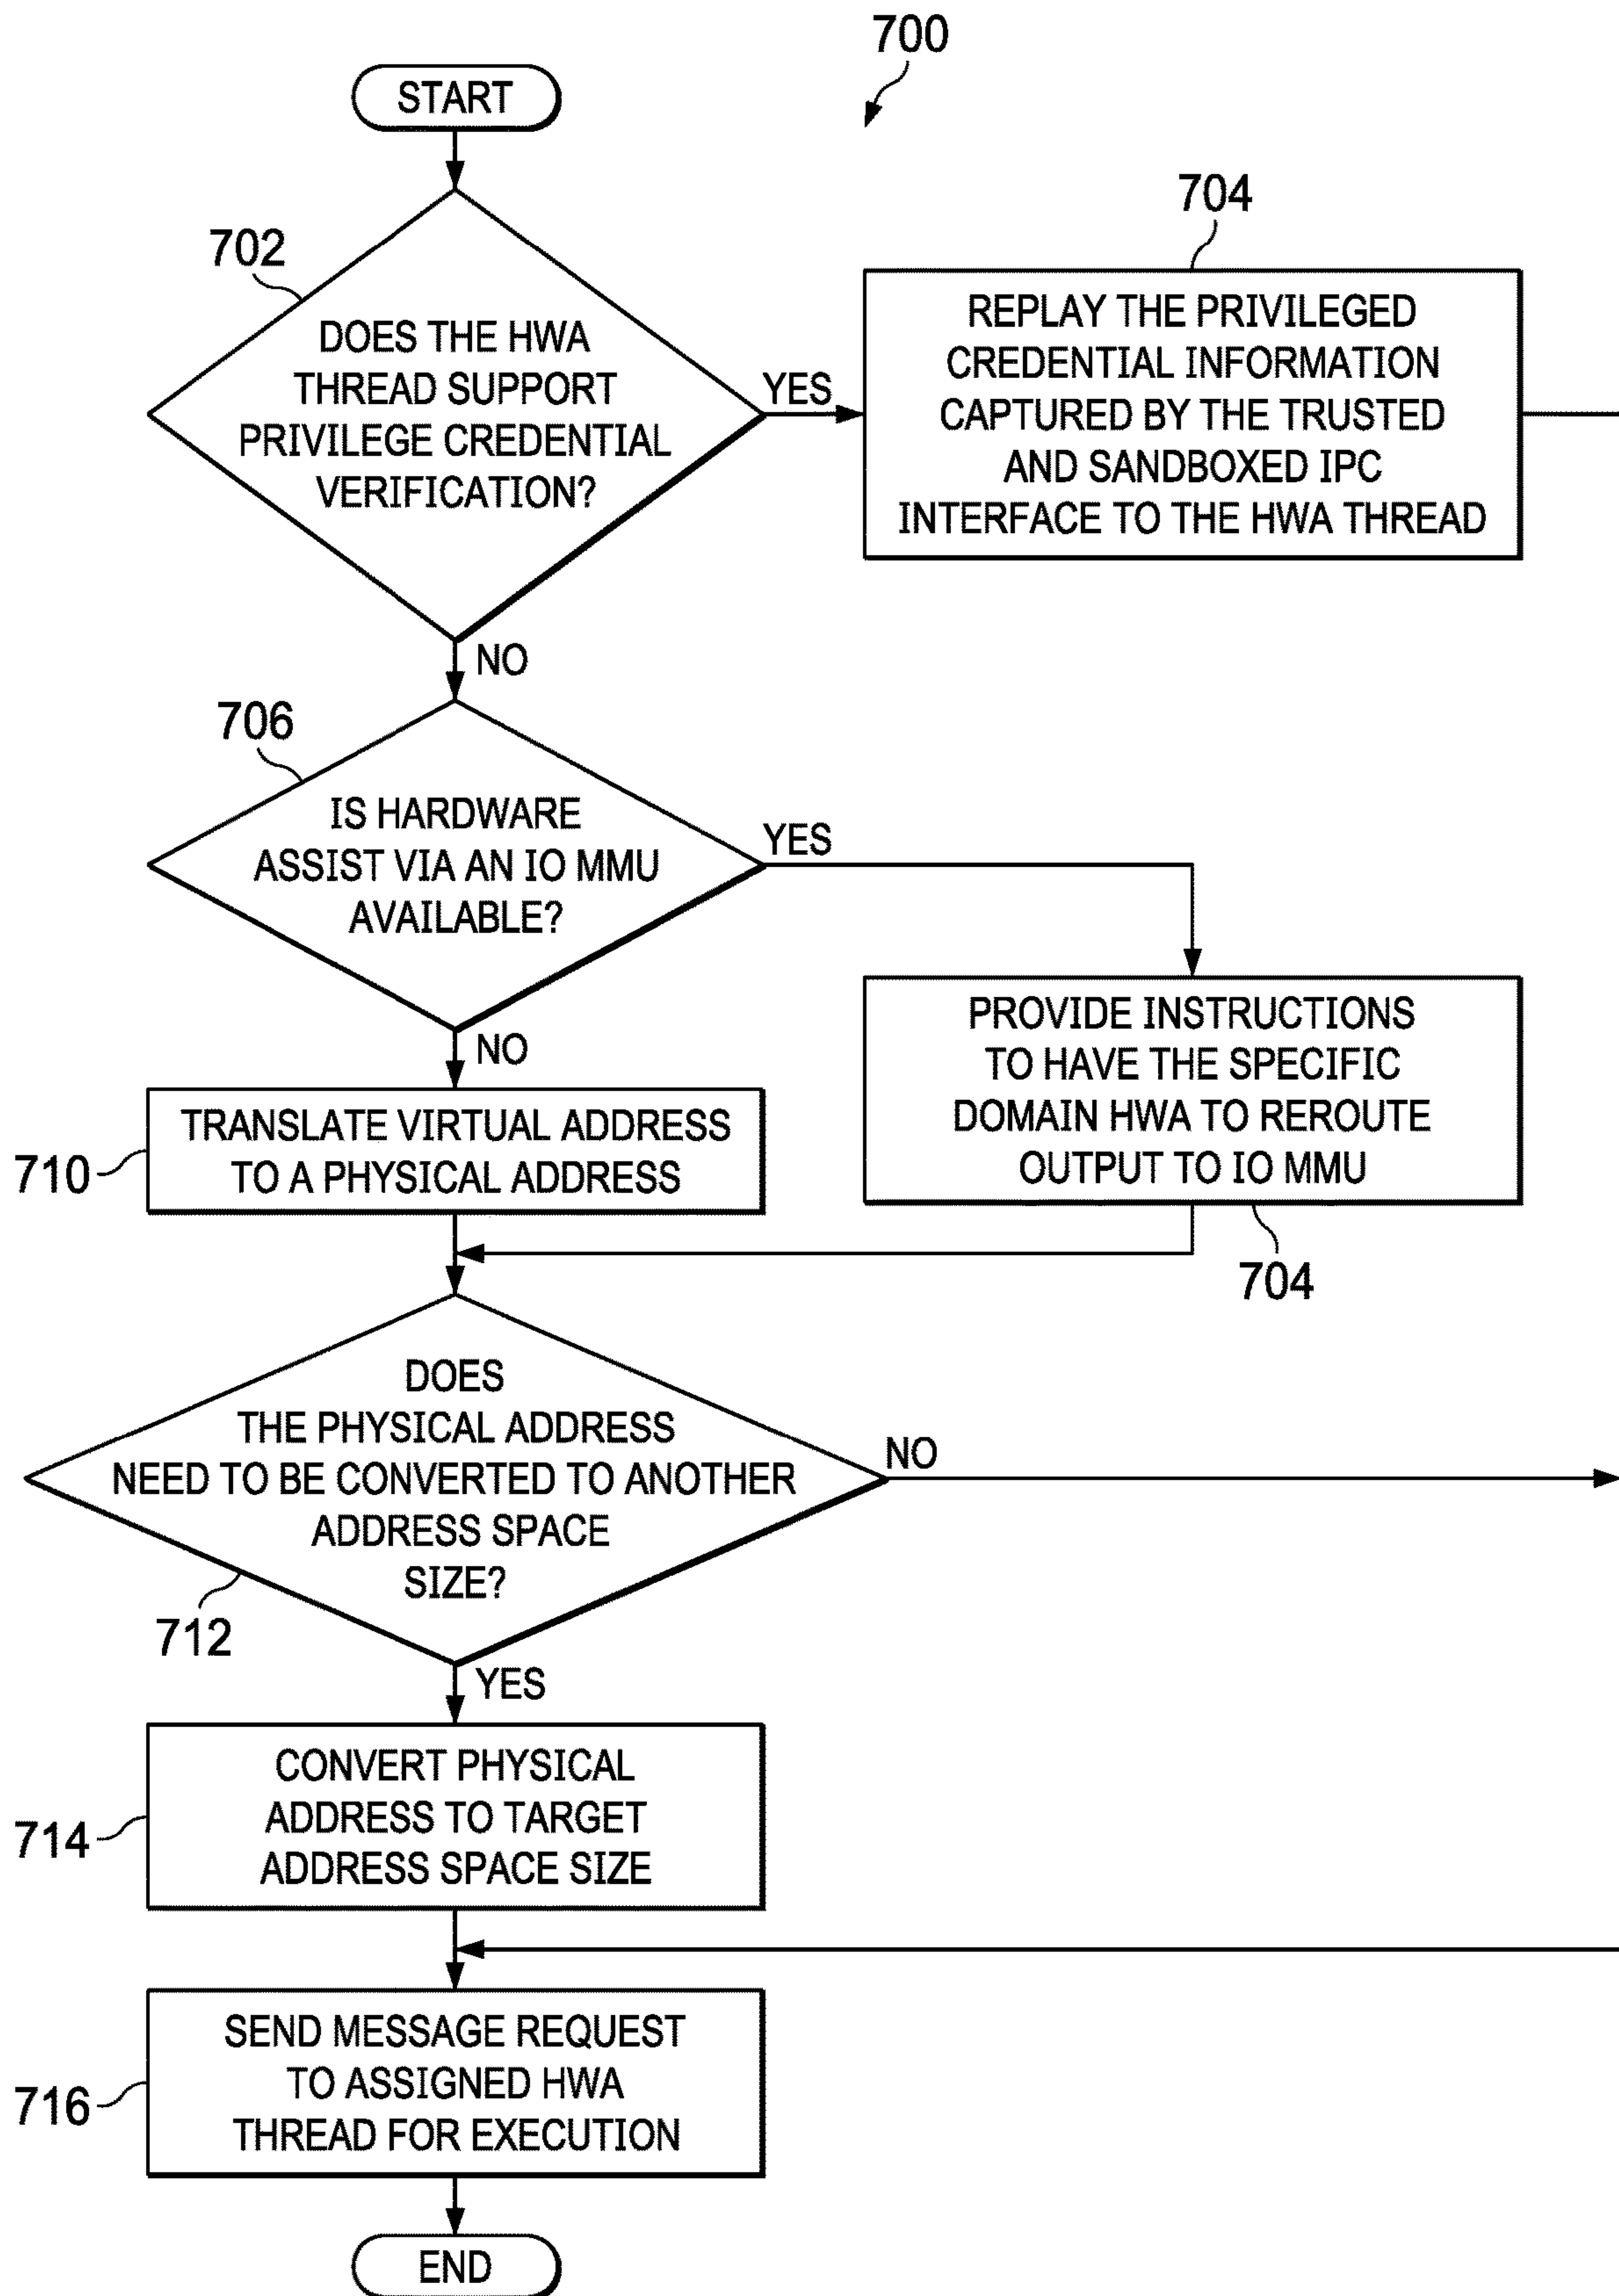 700
START
702
DOES THE HWA
THREAD SUPPORT
PRIVILEGE CREDENTIAL
VERIFICATION?
YES
704
REPLAY THE PRIVILEGED
CREDENTIAL INFORMATION
CAPTURED BY THE TRUSTED
AND SANDBOXED IPC
INTERFACE TO THE HWA THREAD
NO
706
IS HARDWARE
ASSIST VIA AN IO MMU
AVAILABLE?
YES
PROVIDE INSTRUCTIONS
TO HAVE THE SPECIFIC
DOMAIN HWA TO REROUTE
OUTPUT TO IO MMU
704
NO
710
TRANSLATE VIRTUAL ADDRESS
TO A PHYSICAL ADDRESS
DOES
THE PHYSICAL ADDRESS
NEED TO BE CONVERTED TO ANOTHER
ADDRESS SPACE
SIZE?
712
NO
YES
714
CONVERT PHYSICAL
ADDRESS TO TARGET
ADDRESS SPACE SIZE
716
SEND MESSAGE REQUEST
TO ASSIGNED HWA
THREAD FOR EXECUTION
END